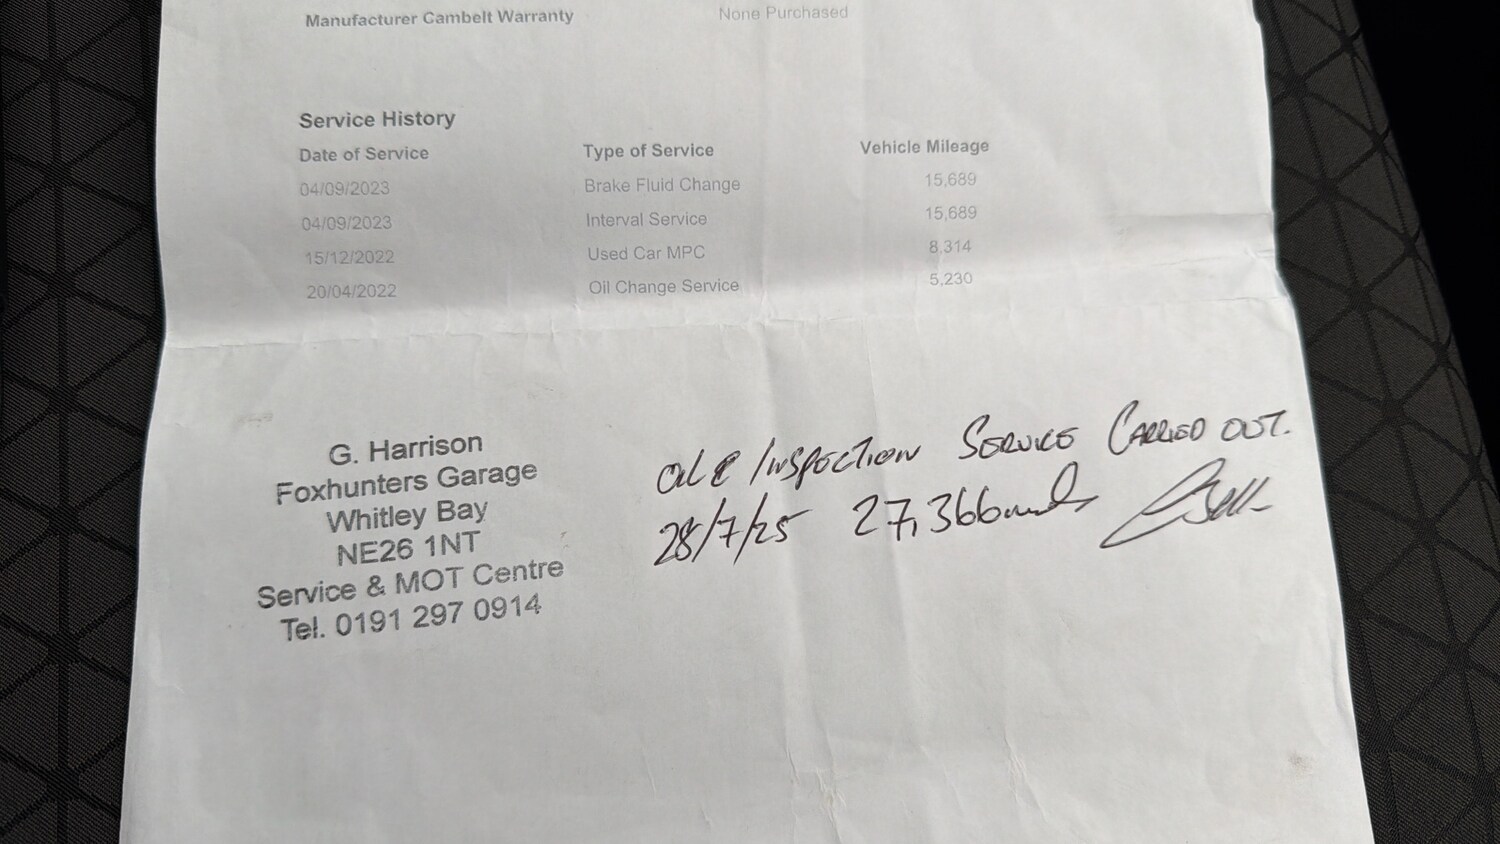 Manufacturer Cambelt Warranty None Purchased
Service History
Date of Service Type of Service Vehicle Mileage
04/09/2023 Brake Fluid Change 15,689
04/09/2023 Interval Service 15,689
15/12/2022 Used Car MPC 8,314
20/04/2022 Oil Change Service 5,230
G. Harrison
Foxhunters Garage
Whitley Bay
NE26 1NT
Service & MOT Centre
Tel. 0191 297 0914
OIL & INSPECTION SERVICE CARRIED OUT.
28/7/25 27,366 miles